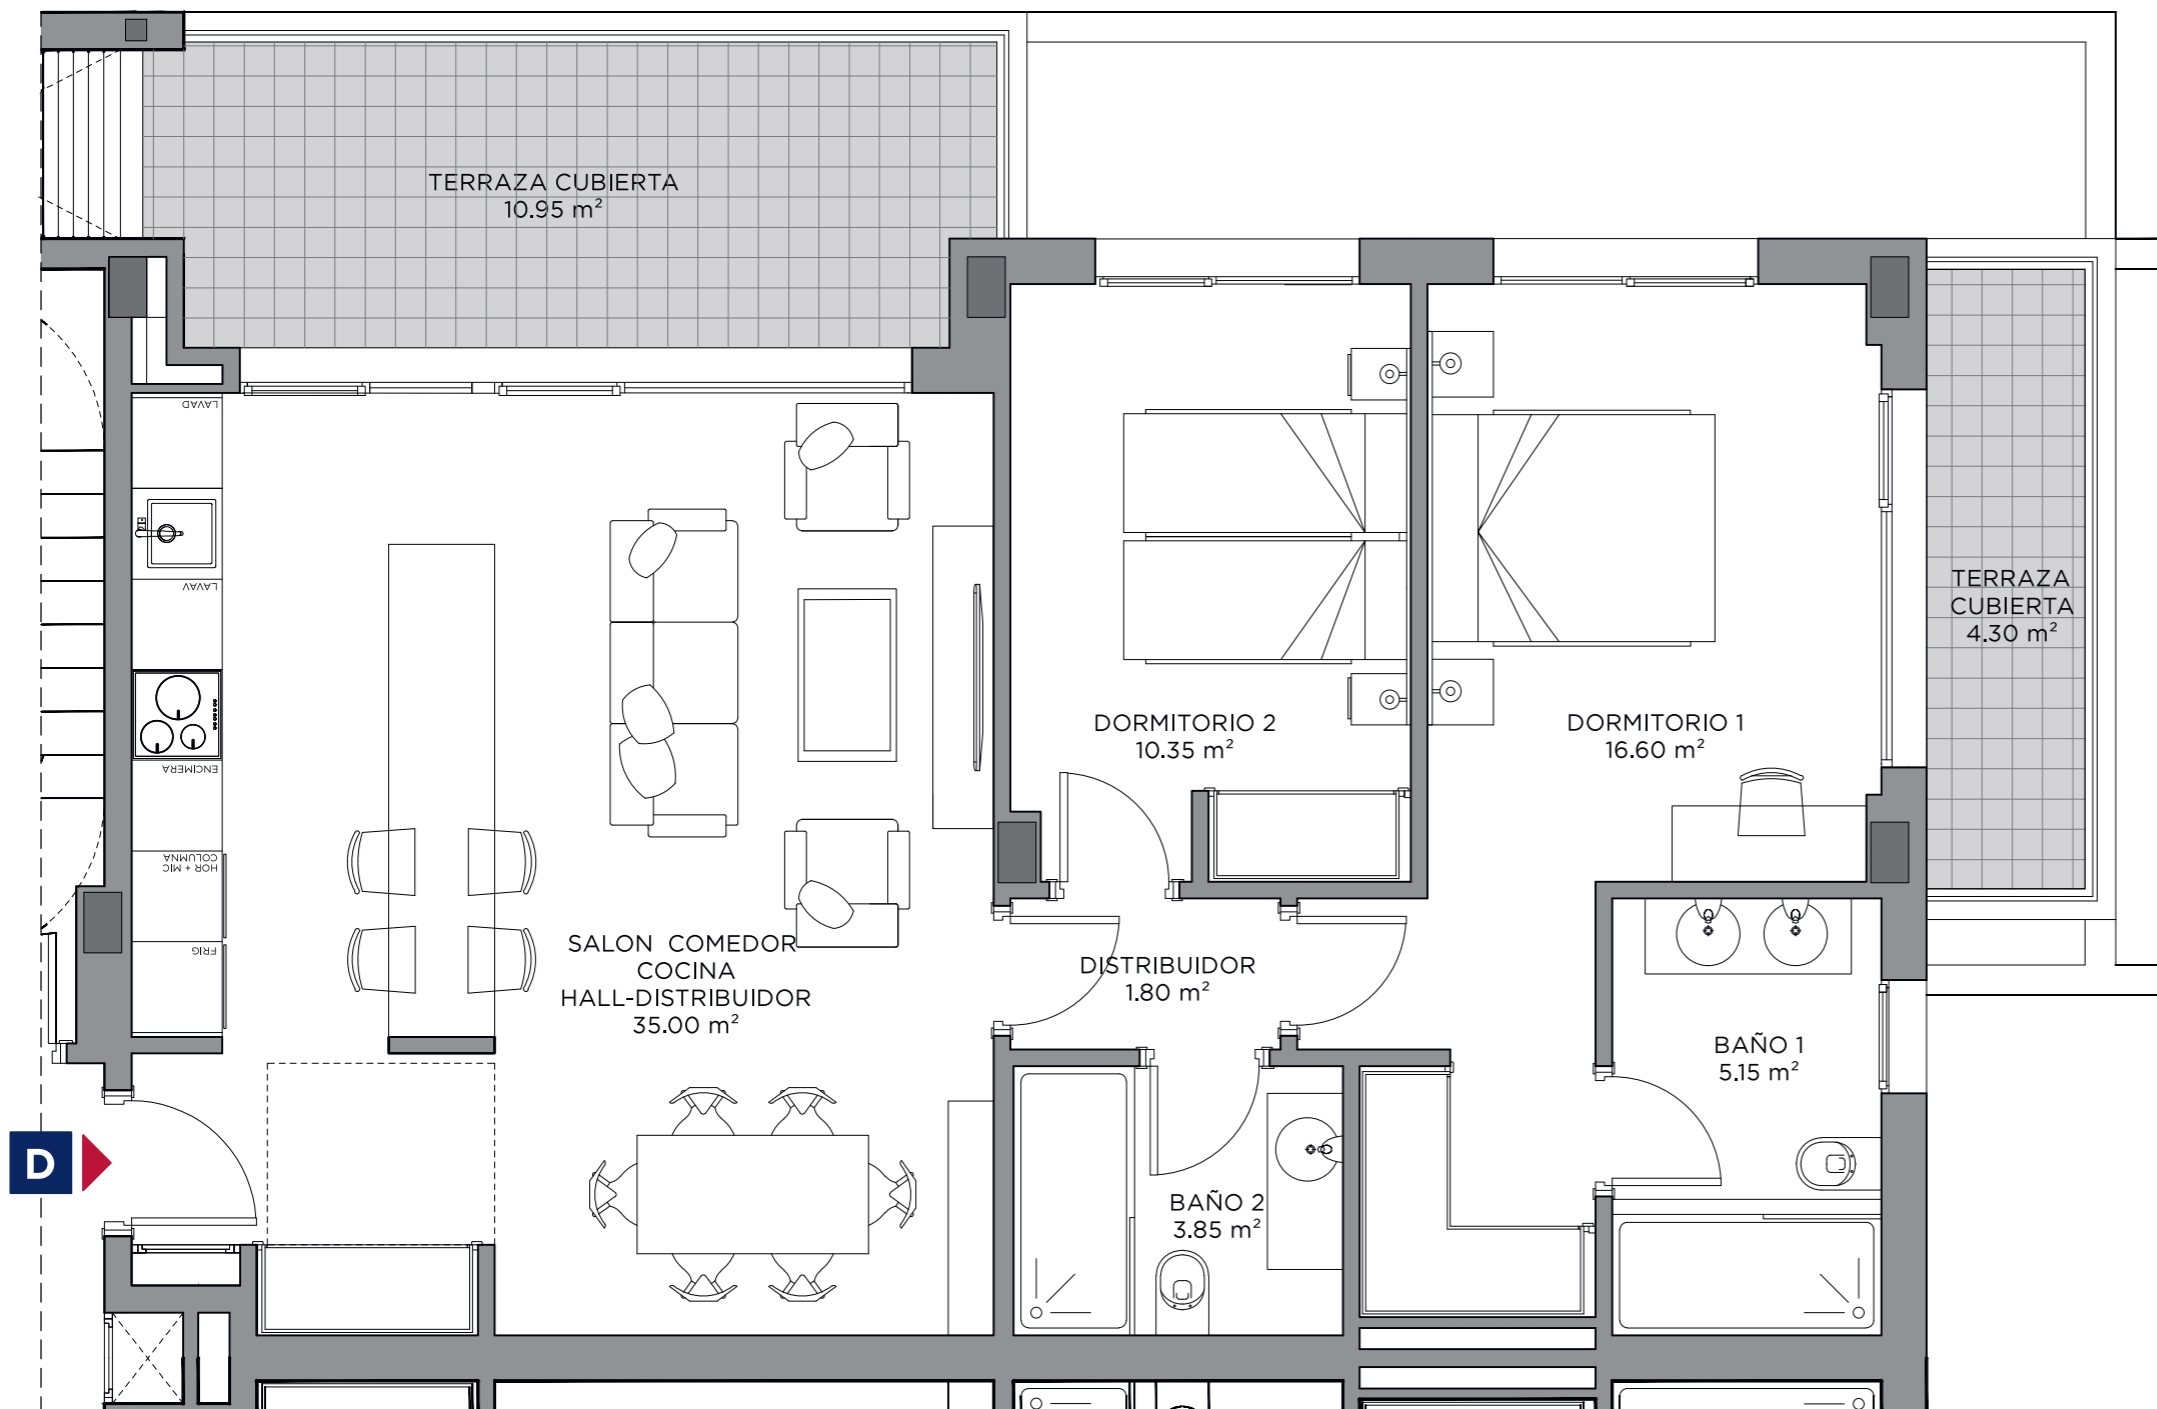 TERRAZA CUBIERTA
10.95 m²
LAVAD
LAVAV
ENCIMERA
HOR + MIC
COLUMNA
FRIG
SALON COMEDOR
COCINA
HALL-DISTRIBUIDOR
35.00 m²
DORMITORIO 2
10.35 m²
DORMITORIO 1
16.60 m²
TERRAZA
CUBIERTA
4.30 m²
DISTRIBUIDOR
1.80 m²
BAÑO 1
5.15 m²
BAÑO 2
3.85 m²
D